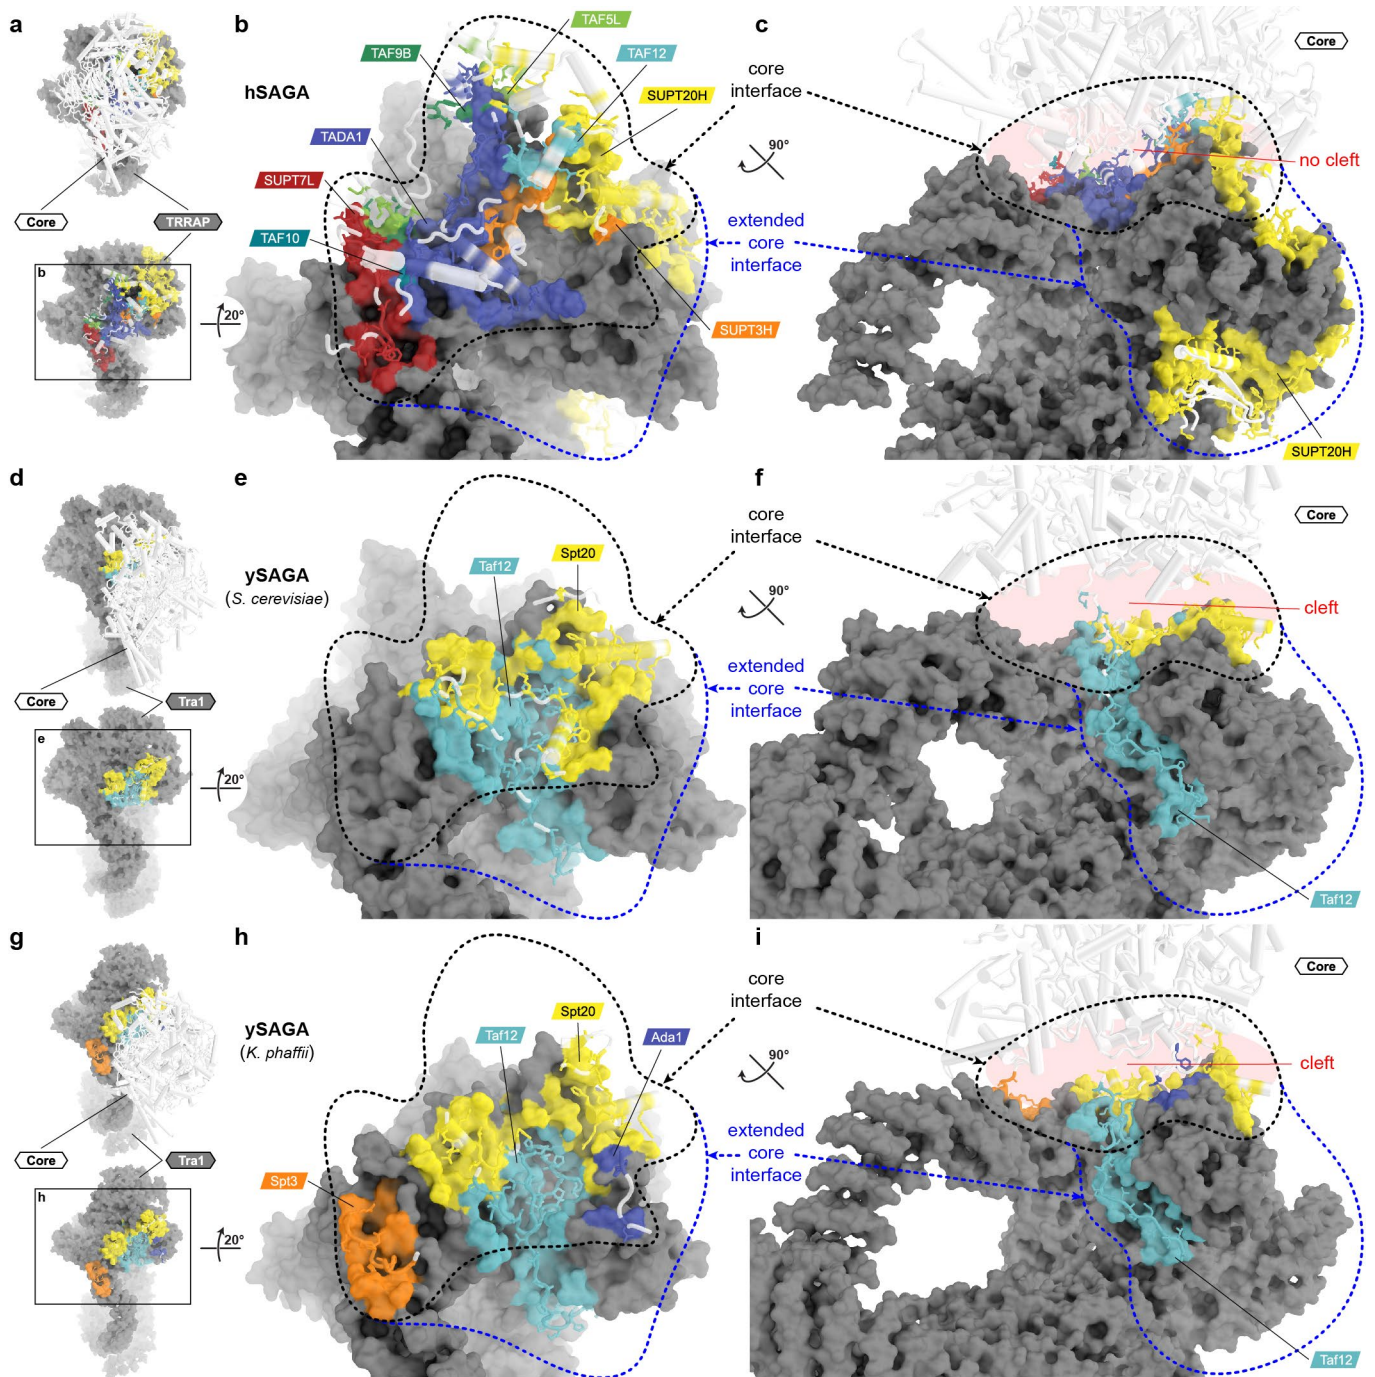 a
Core
TRRAP
b
20°
b
hSAGA
TAF5L
TAF9B
TAF12
SUPT20H
TADA1
SUPT7L
TAF10
SUPT3H
core
interface
90°
extended
core
interface
c
Core
no cleft
SUPT20H
d
Core
Tra1
e
20°
e
ySAGA
(S. cerevisiae)
Taf12
Spt20
core
interface
90°
extended
core
interface
f
Core
cleft
Taf12
g
Core
Tra1
h
20°
h
ySAGA
(K. phaffii)
Taf12
Spt20
Ada1
Spt3
core
interface
90°
extended
core
interface
i
Core
cleft
Taf12